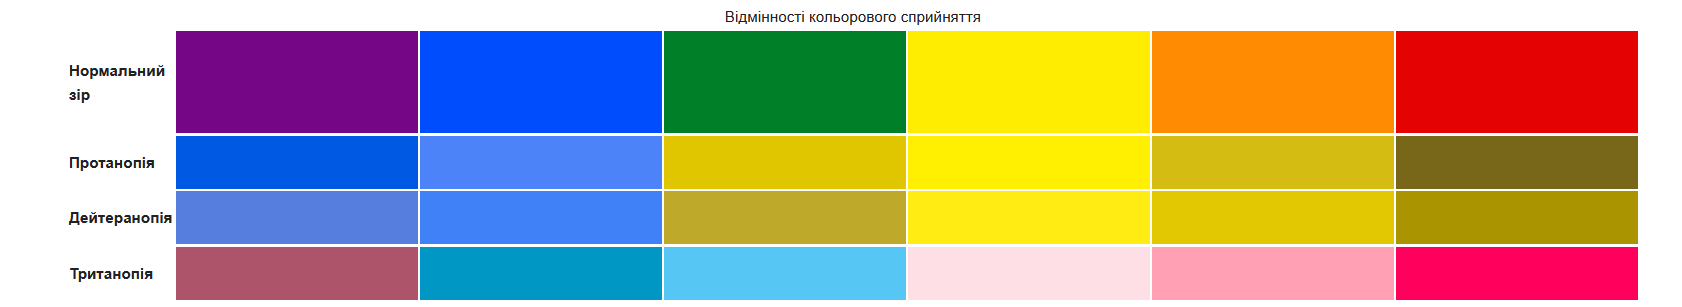 Відмінності кольорового сприйняття
Нормальний
зір
Протанопія
Дейтеранопія
Тританопія